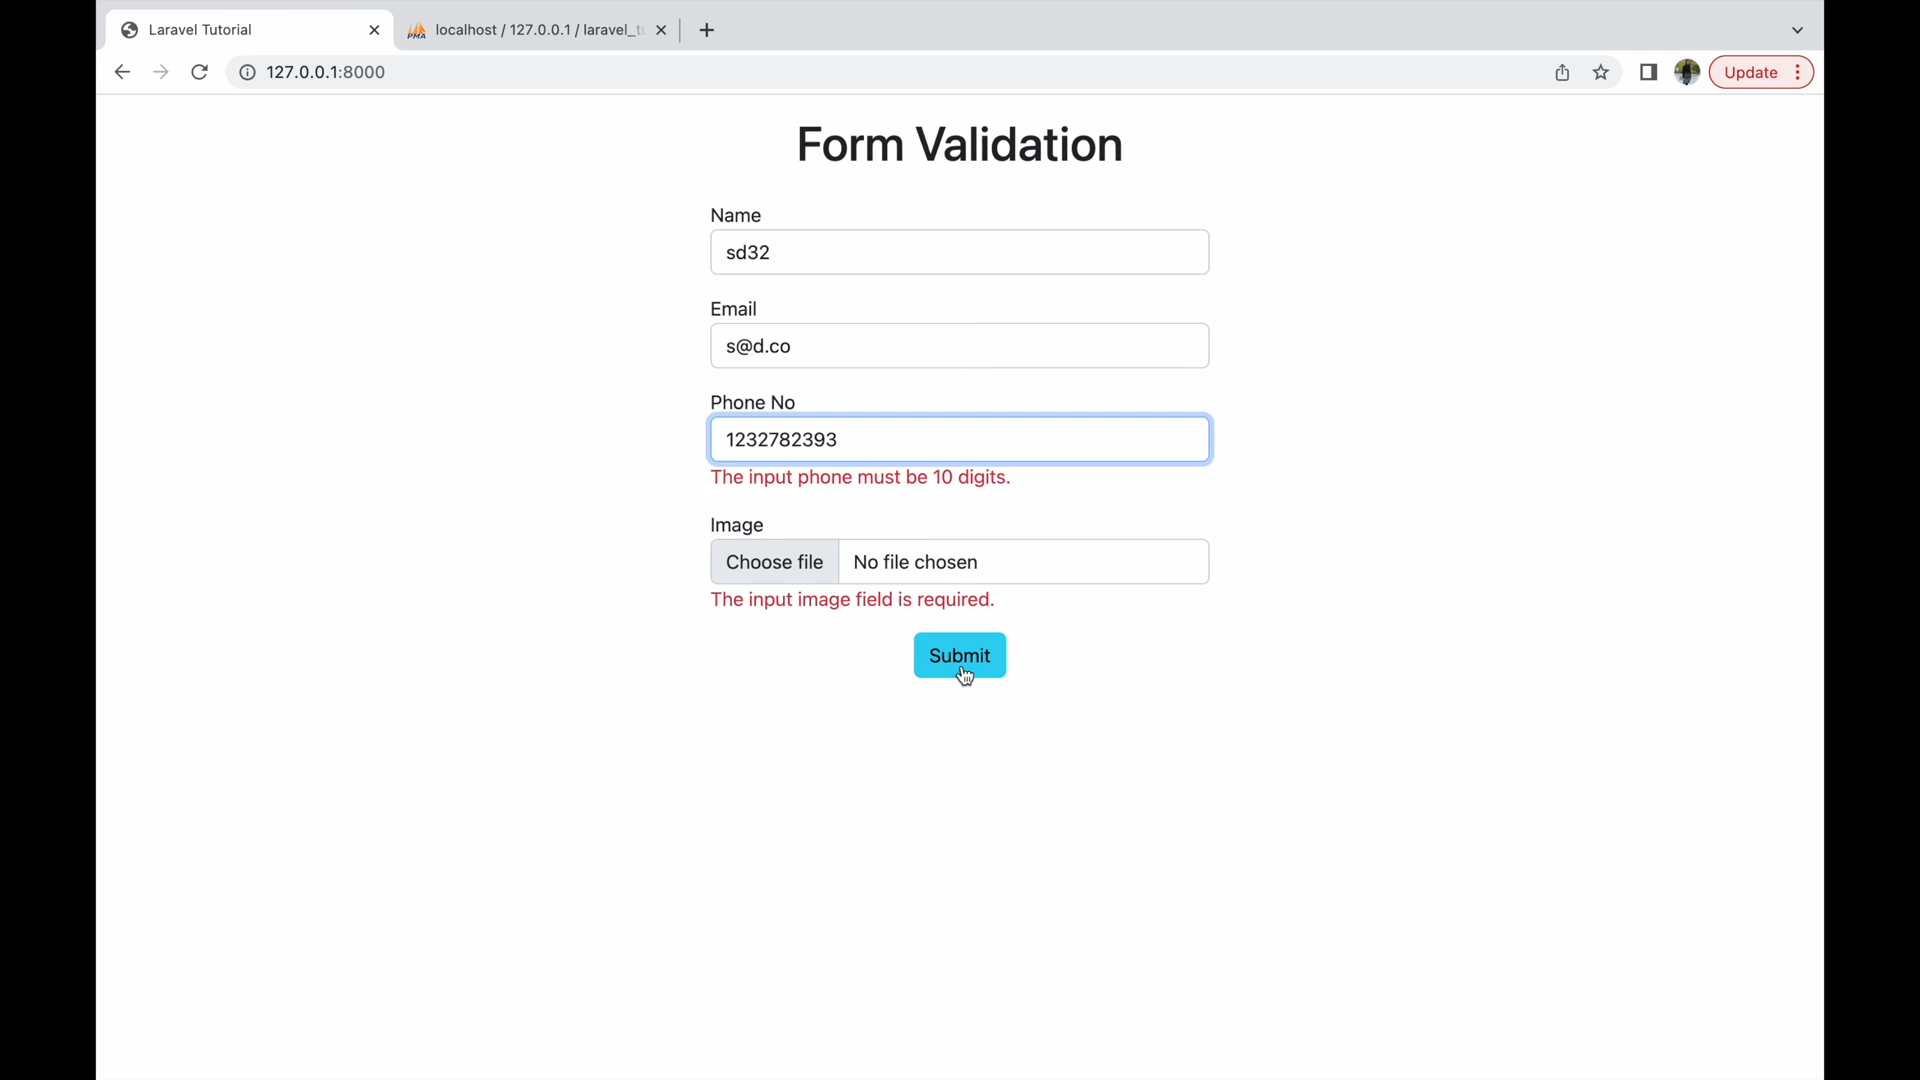 Laravel Tutorial
localhost / 127.0.0.1 / laravel_tu
127.0.0.1:8000
Update
Form Validation
Name
sd32
Email
s@d.co
Phone No
1232782393
The input phone must be 10 digits.
Image
Choose file No file chosen
The input image field is required.
Submit